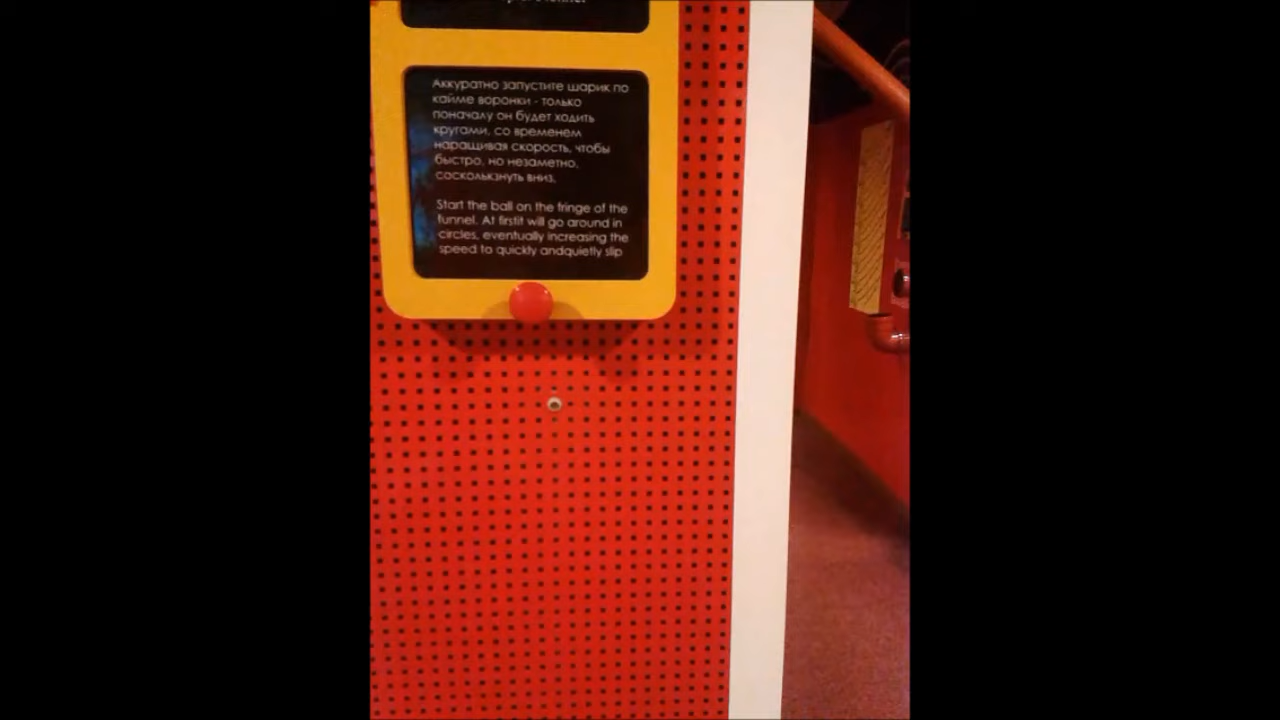 Аккуратно запустите шарик по
кайме воронки - только
поначалу он будет ходить
кругами, со временем
наращивая скорость, чтобы
быстро, но незаметно,
соскользкнуть вниз.
Start the ball on the fringe of the
funnel. At firstit will go around in
circles, eventually increasing the
speed to quickly andquietly slip